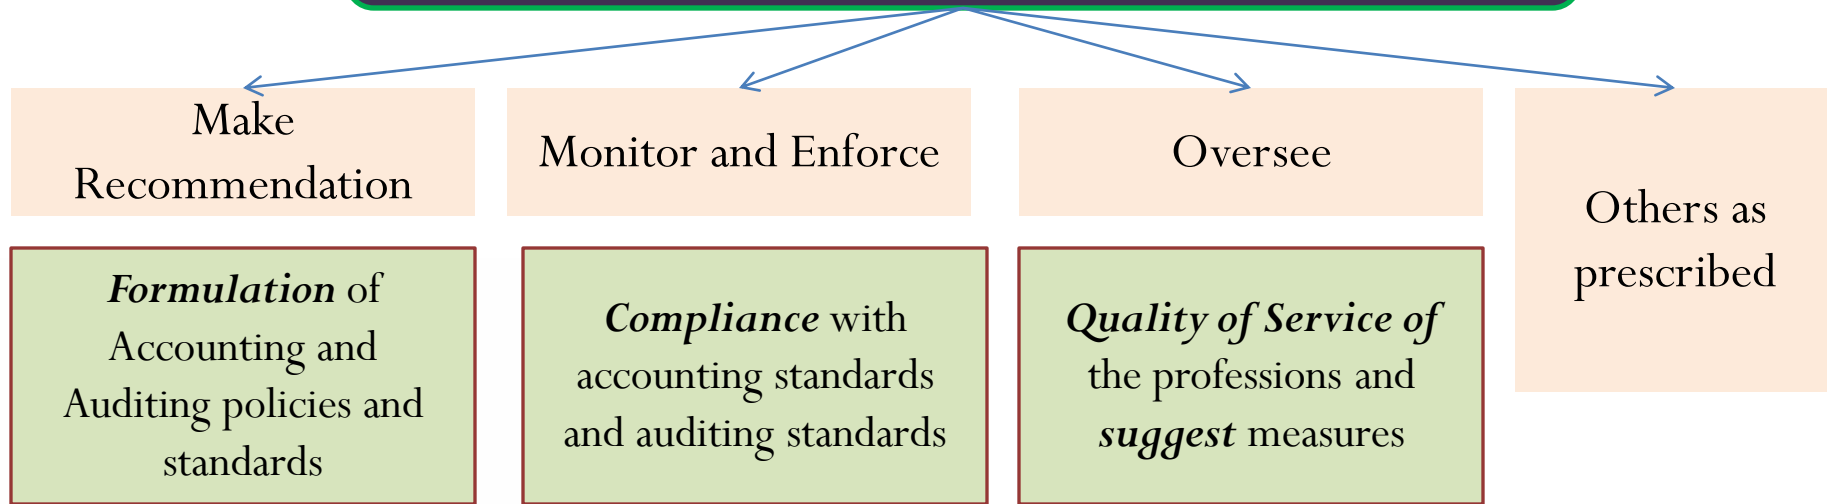 Make
Recommendation
Monitor and Enforce
Oversee
Others as
prescribed
Formulation of
Accounting and
Auditing policies and
standards
Compliance with
accounting standards
and auditing standards
Quality of Service of
the professions and
suggest measures